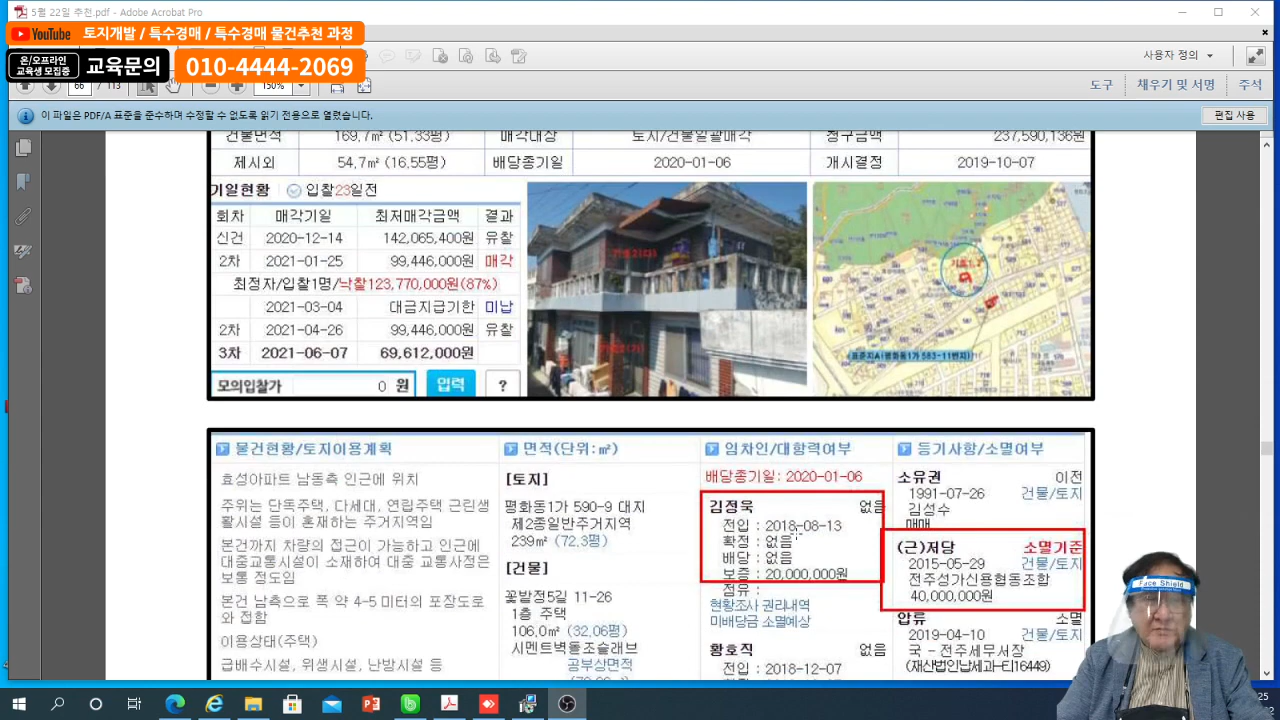 5월 22일 추천.pdf - Adobe Acrobat Pro
YouTube 토지개발 / 특수경매 / 특수경매 물건추천 과정
온/오프라인 교육생 모집중 교육문의 010-4444-2069
사용자 정의
66 / 113 150%
도구 채우기 및 서명 주석
이 파일은 PDF/A 표준을 준수하며 수정할 수 없도록 읽기 전용으로 열렸습니다. 편집 사용
건물면적 169.7㎡ (51.33평) 매각대상 토지/건물일괄매각 청구금액 237,590,136원
제시외 54.7㎡ (16.55평) 배당종기일 2020-01-06 개시결정 2019-10-07
기일현황 입찰23일전
회차 매각기일 최저매각금액 결과
신건 2020-12-14 142,065,400원 유찰
2차 2021-01-25 99,446,000원 매각
최정자/입찰1명/낙찰123,770,000원(87%)
2021-03-04 대금지급기한 미납
2차 2021-04-26 99,446,000원 유찰
3차 2021-06-07 69,612,000원
모의입찰가 0 원 입력 ?
표준지A(평화동1가 583-11번지)
물건현황/토지이용계획
효성아파트 남동측 인근에 위치
주위는 단독주택, 다세대, 연립주택 근린생
활시설 등이 혼재하는 주거지역임
본건까지 차량의 접근이 가능하고 인근에
대중교통시설이 소재하여 대중 교통사정은
보통 정도임
본건 남측으로 폭 약 4-5 미터의 포장도로
와 접함
이용상태(주택)
급배수시설, 위생시설, 난방시설 등
면적(단위:㎡)
[토지]
평화동1가 590-9 대지
제2종일반주거지역
239㎡ (72.3평)
[건물]
꽃밭정5길 11-26
1층 주택
106.0㎡ (32.06평)
시멘트벽돌조슬래브
공부상면적
임차인/대항력여부
배당종기일: 2020-01-06
김정욱 없음
전입 : 2018-08-13
확정 : 없음
배당 : 없음
보증 : 20,000,000원
점유 :
현황조사 권리내역
미배당금 소멸예상
황호직 없음
전입 : 2018-12-07
등기사항/소멸여부
소유권 이전
1991-07-26 건물/토지
김성수
매매
(근)저당 소멸기준
2015-05-29 건물/토지
전주성가신용협동조합
40,000,000원
압류 소멸
2019-04-10 건물/토지
국 - 전주세무서장
(재산법인납세과-티16449)
Face Shield